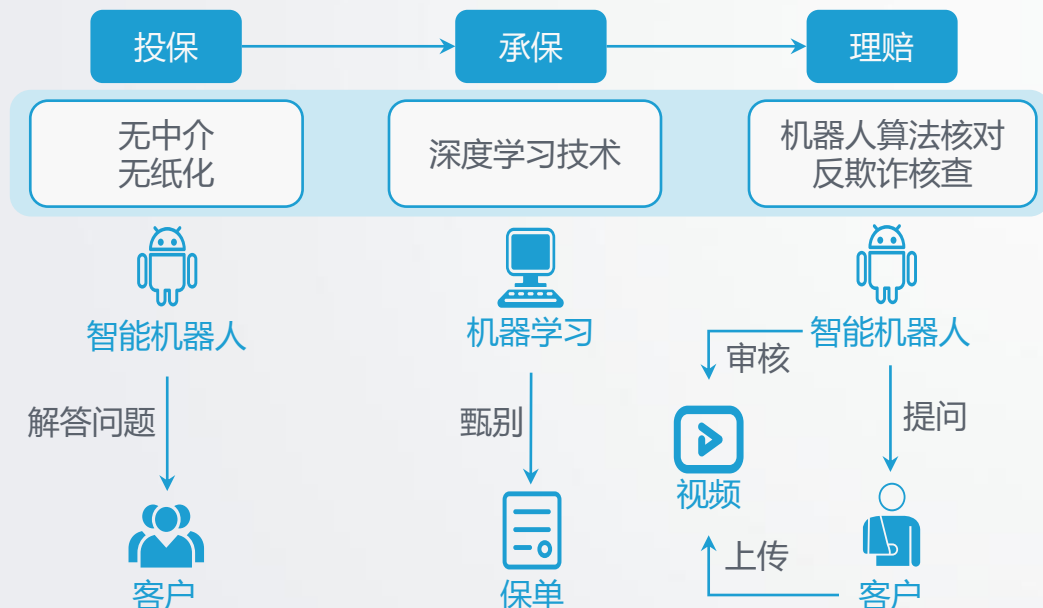 投保
承保
理赔
无中介
无纸化
深度学习技术
机器人算法核对
反欺诈核查
智能机器人
机器学习
智能机器人
审核
解答问题
甄别
提问
视频
上传
客户
保单
客户